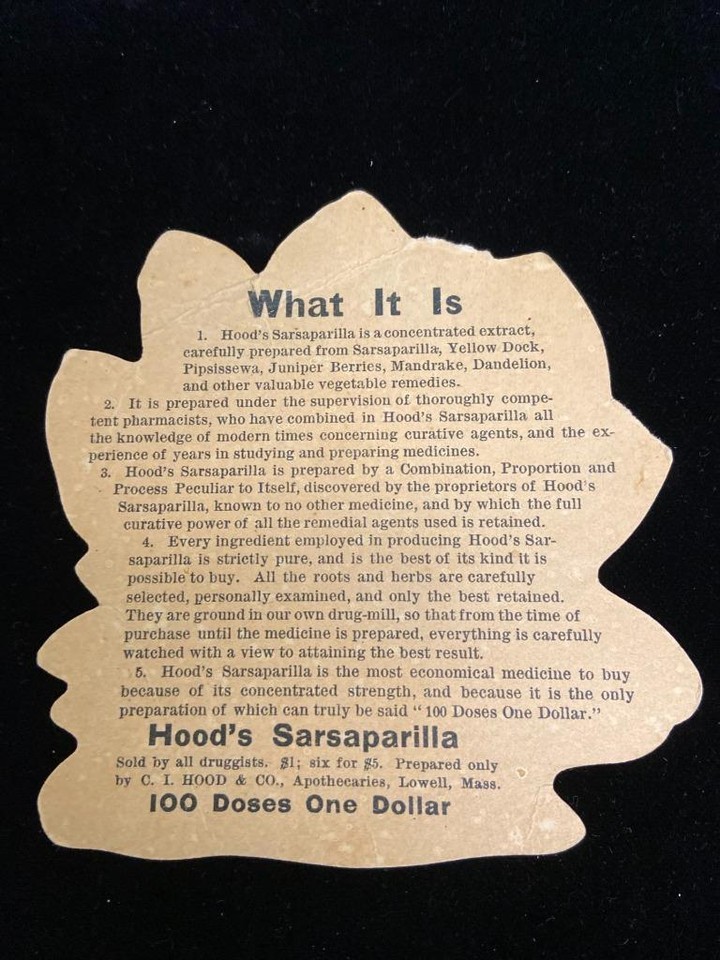 What It Is
1. Hood's Sarsaparilla is a concentrated extract,
carefully prepared from Sarsaparilla, Yellow Dock,
Pipsissewa, Juniper Berries, Mandrake, Dandelion,
and other valuable vegetable remedies.
2. It is prepared under the supervision of thoroughly compe-
tent pharmacists, who have combined in Hood's Sarsaparilla all
the knowledge of modern times concerning curative agents, and the ex-
perience of years in studying and preparing medicines.
3. Hood's Sarsaparilla is prepared by a Combination, Proportion and
Process Peculiar to Itself, discovered by the proprietors of Hood's
Sarsaparilla, known to no other medicine, and by which the full
curative power of all the remedial agents used is retained.
4. Every ingredient employed in producing Hood's Sar-
saparilla is strictly pure, and is the best of its kind it is
possible to buy. All the roots and herbs are carefully
selected, personally examined, and only the best retained.
They are ground in our own drug-mill, so that from the time of
purchase until the medicine is prepared, everything is carefully
watched with a view to attaining the best result.
5. Hood's Sarsaparilla is the most economical medicine to buy
because of its concentrated strength, and because it is the only
preparation of which can truly be said "100 Doses One Dollar."
Hood's Sarsaparilla
Sold by all druggists. $1; six for $5. Prepared only
by C. I. HOOD & CO., Apothecaries, Lowell, Mass.
100 Doses One Dollar